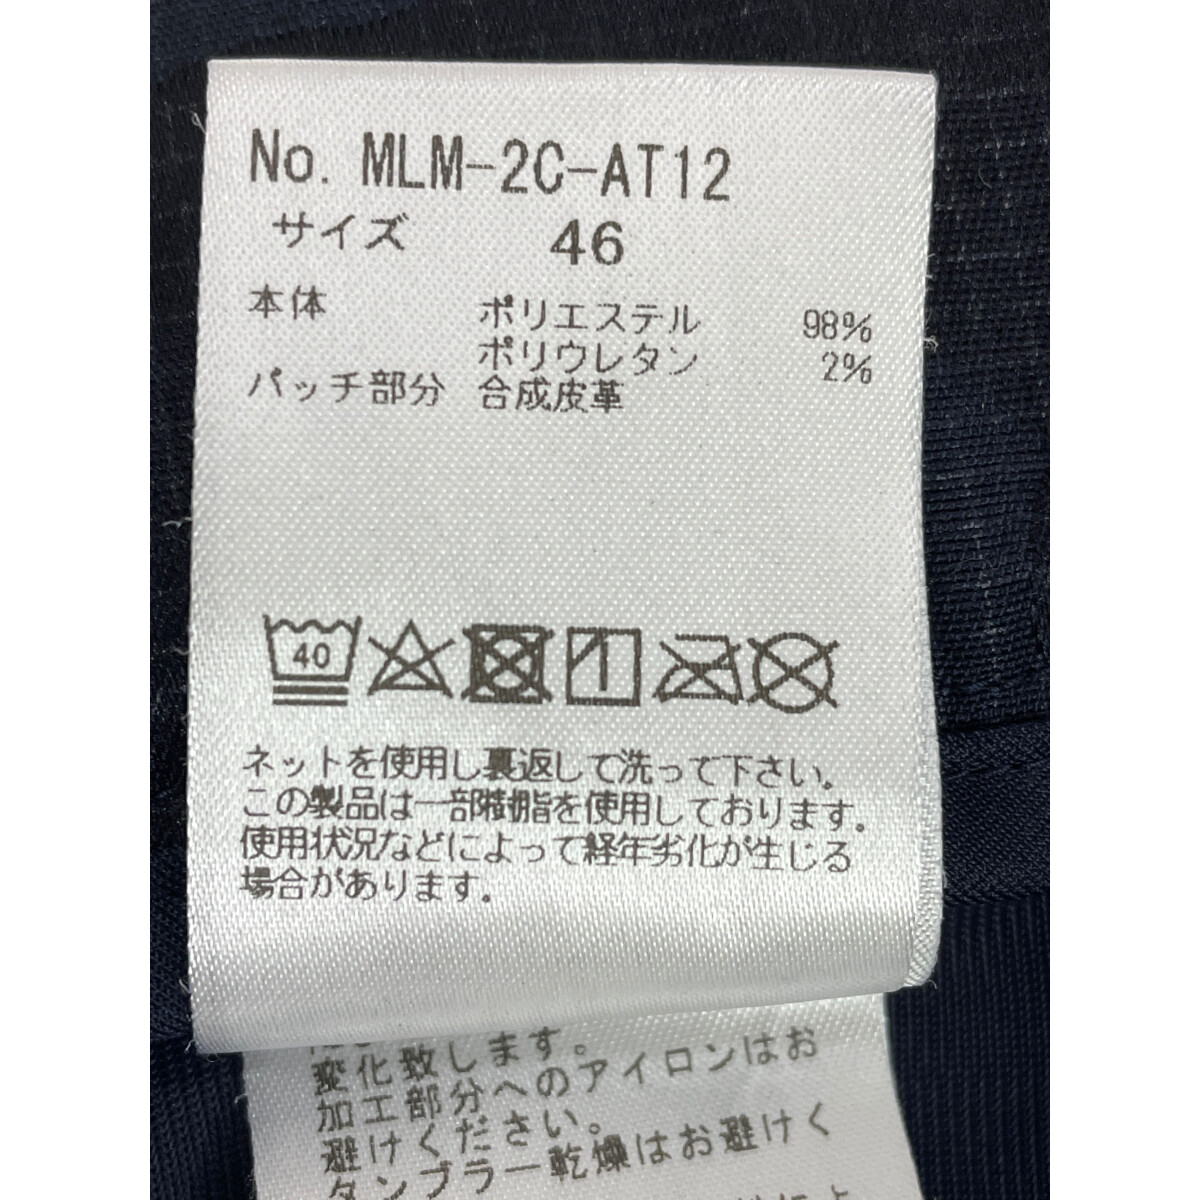 No. MLM-2C-AT12
サイズ 46
本体 ポリエステル 98%
ポリウレタン 2%
パッチ部分 合成皮革
40
ネットを使用し裏返して洗って下さい。
この製品は一部樹脂を使用しております。
使用状況などによって経年劣化が生じる
場合があります。
変化致します。
加工部分へのアイロンはお
避けください。
タンブラー乾燥はお避けく